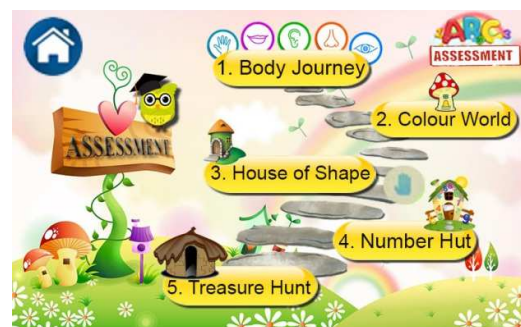 ABC
ASSESSMENT
1. Body Journey
2. Colour World
ASSESSMENT
3. House of Shape
4. Number Hut
5. Treasure Hunt